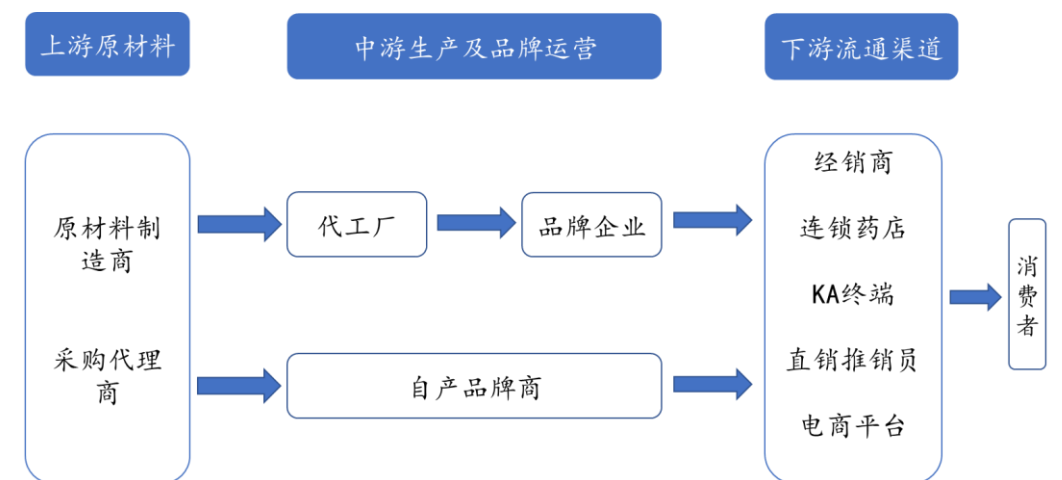 上游原材料
中游生产及品牌运营
下游流通渠道
原材料制
造商
采购代理
商
代工厂
品牌企业
自产品牌商
经销商
连锁药店
KA终端
直销推销员
电商平台
消
费
者